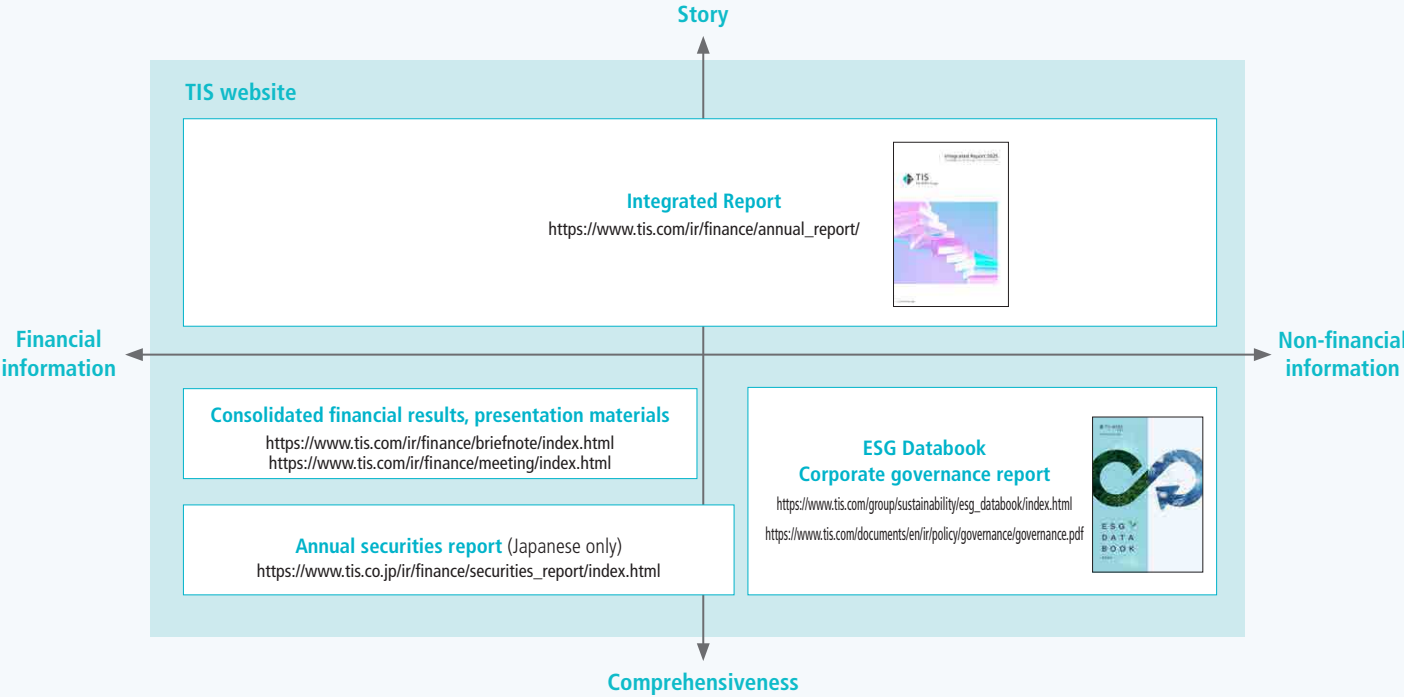 Story
TIS website
Integrated Report 2025
TIS
Integrated Report
https://www.tis.com/ir/finance/annual_report/
Financial
information
Non-financial
information
Consolidated financial results, presentation materials
https://www.tis.com/ir/finance/briefnote/index.html
https://www.tis.com/ir/finance/meeting/index.html
ESG Databook
Corporate governance report
https://www.tis.com/group/sustainability/esg_databook/index.html
https://www.tis.com/documents/en/ir/policy/governance/governance.pdf
ESG
DATA
BOOK
Annual securities report (Japanese only)
https://www.tis.co.jp/ir/finance/securities_report/index.html
Comprehensiveness